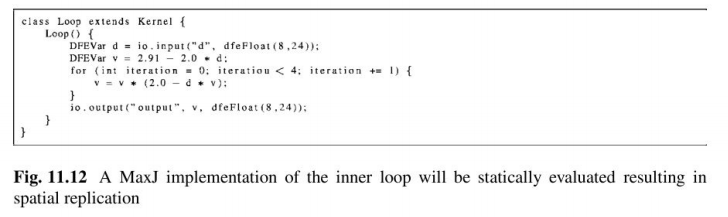 class Loop extends Kernel {
Loop() {
DFEVar d = io.input("d", dfeFloat(8,24));
DFEVar v = 2.91 - 2.0 * d;
for (int iteration = 0; iteration < 4; iteration += 1) {
v = v * (2.0 - d * v);
}
io.output("output", v, dfeFloat(8,24));
}
}
Fig. 11.12 A MaxJ implementation of the inner loop will be statically evaluated resulting in
spatial replication